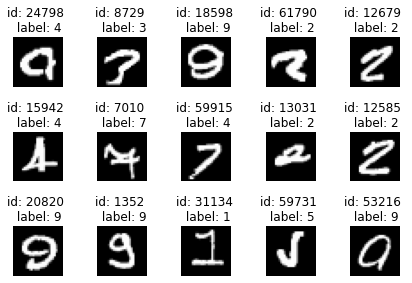 id: 24798 id: 8729 id: 18598 id: 61790 id: 12679
label: 4 label: 3 label: 9 label: 2 label: 2
id: 15942 id: 7010 id: 59915 id: 13031 id: 12585
label: 4 label: 7 label: 4 label: 2 label: 2
id: 20820 id: 1352 id: 31134 id: 59731 id: 53216
label: 9 label: 9 label: 1 label: 5 label: 9
9 9 1